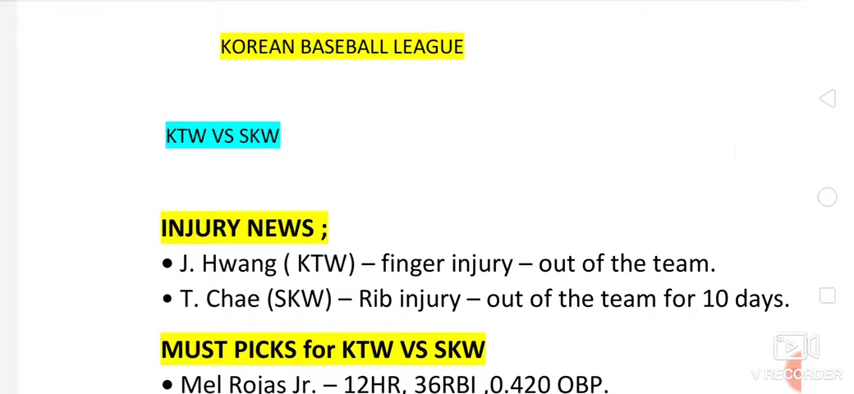 KOREAN BASEBALL LEAGUE
KTW VS SKW
INJURY NEWS ;
• J. Hwang ( KTW) – finger injury – out of the team.
• T. Chae (SKW) – Rib injury – out of the team for 10 days.
MUST PICKS for KTW VS SKW
• Mel Rojas Jr. – 12HR, 36RBI ,0.420 OBP.
V RECORDER